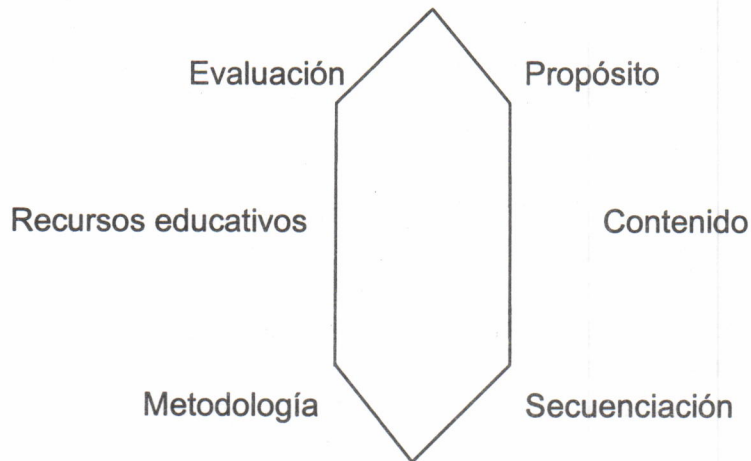 Evaluación
Propósito
Recursos educativos
Contenido
Metodología
Secuenciación